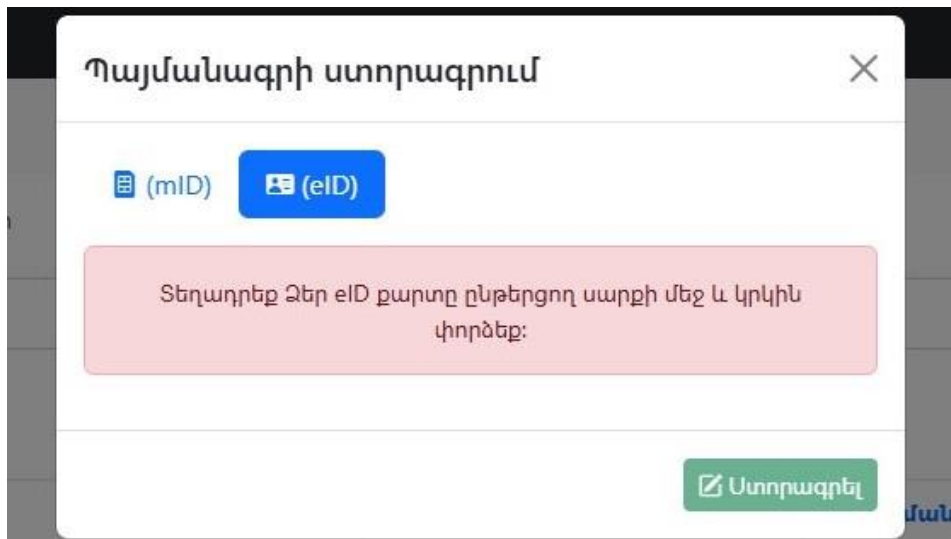 Պայմանագրի ստորագրում
(mID) (eID)
Տեղադրեք Ձեր eID քարտը ընթերցող սարքի մեջ և կրկին
փորձեք:
Ստորագրել